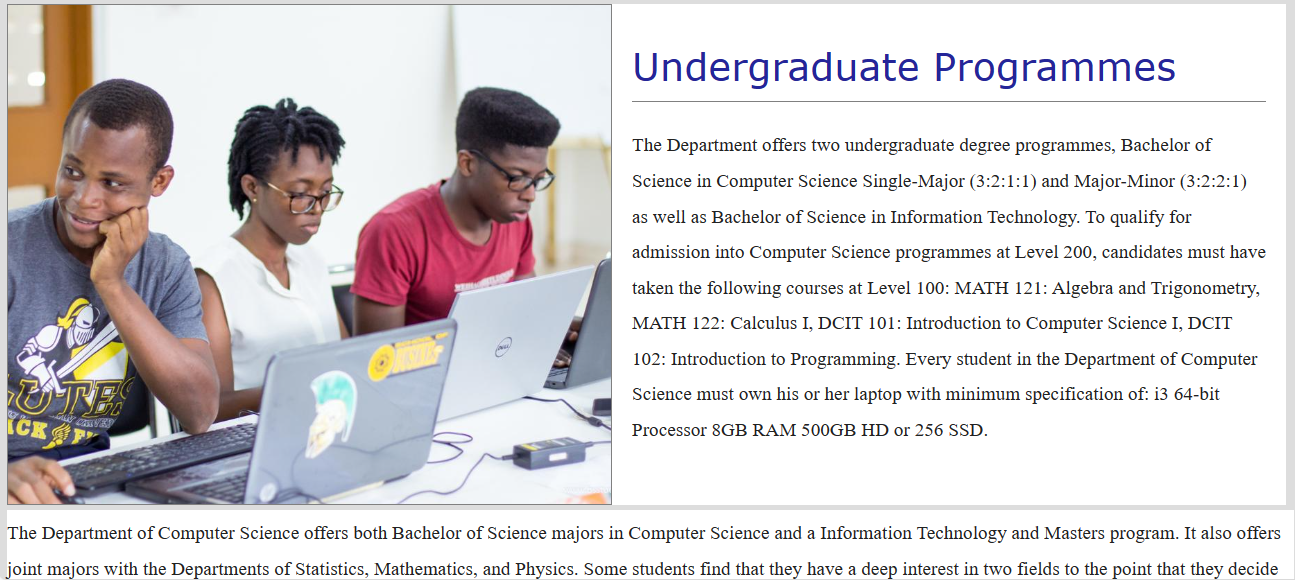 Undergraduate Programmes
The Department offers two undergraduate degree programmes, Bachelor of
Science in Computer Science Single-Major (3:2:1:1) and Major-Minor (3:2:2:1)
as well as Bachelor of Science in Information Technology. To qualify for
admission into Computer Science programmes at Level 200, candidates must have
taken the following courses at Level 100: MATH 121: Algebra and Trigonometry,
MATH 122: Calculus I, DCIT 101: Introduction to Computer Science I, DCIT
102: Introduction to Programming. Every student in the Department of Computer
Science must own his or her laptop with minimum specification of: i3 64-bit
Processor 8GB RAM 500GB HD or 256 SSD.
DELL
The Department of Computer Science offers both Bachelor of Science majors in Computer Science and a Information Technology and Masters program. It also offers
joint majors with the Departments of Statistics, Mathematics, and Physics. Some students find that they have a deep interest in two fields to the point that they decide